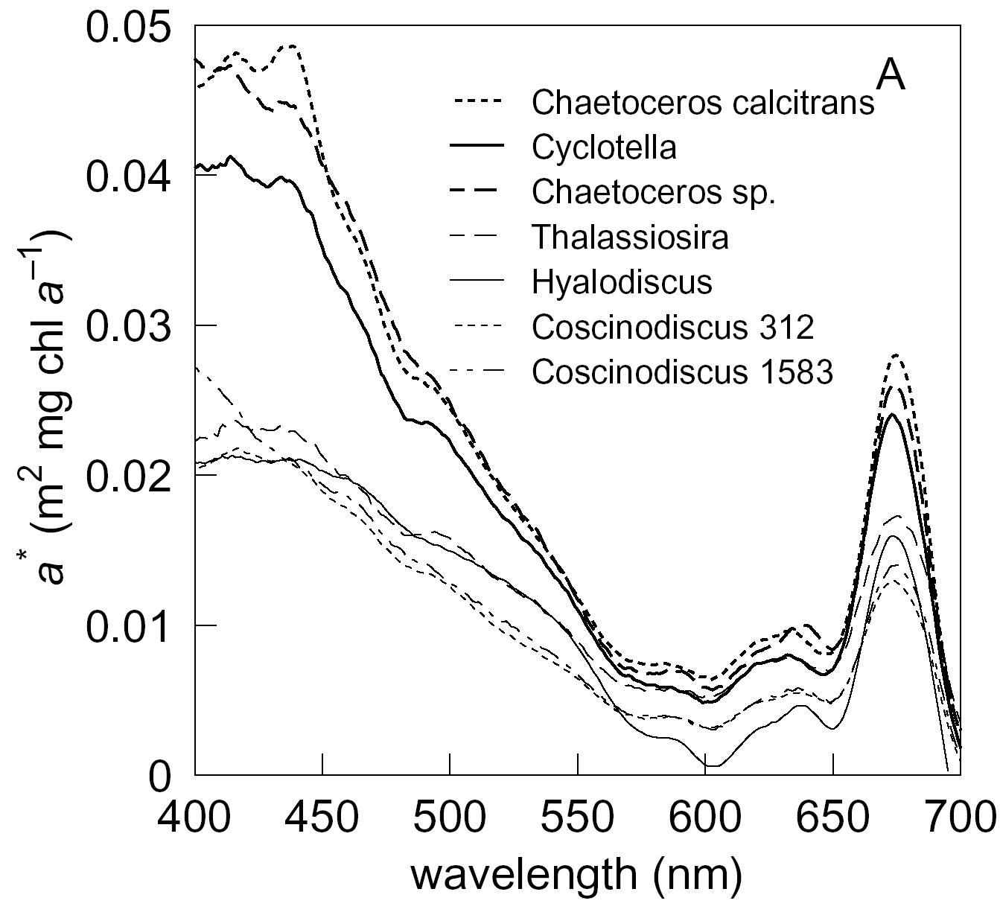 0.05
0.04
0.03
0.02
0.01
0
a* (m² mg chl a⁻¹)
A
Chaetoceros calcitrans
Cyclotella
Chaetoceros sp.
Thalassiosira
Hyalodiscus
Coscinodiscus 312
Coscinodiscus 1583
400 450 500 550 600 650 700
wavelength (nm)